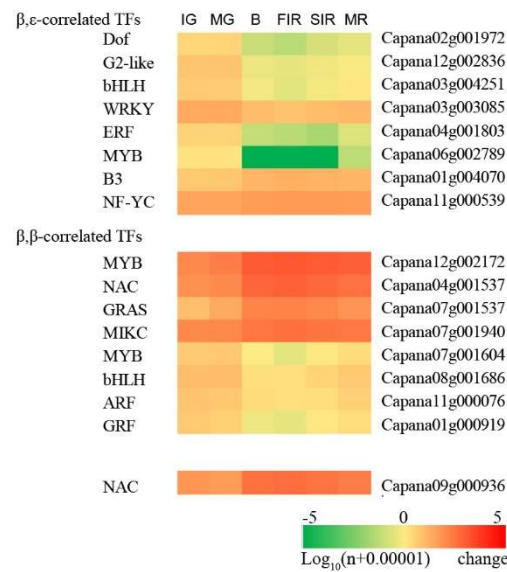 β,ε-correlated TFs IG MG B FIR SIR MR
Dof Capana02g001972
G2-like Capana12g002836
bHLH Capana03g004251
WRKY Capana03g003085
ERF Capana04g001803
MYB Capana06g002789
B3 Capana01g004070
NF-YC Capana11g000539
β,β-correlated TFs
MYB Capana12g002172
NAC Capana04g001537
GRAS Capana07g001537
MIKC Capana07g001940
MYB Capana07g001604
bHLH Capana08g001686
ARF Capana11g000076
GRF Capana01g000919
NAC Capana09g000936
-5 0 5
Log10(n+0.00001) change